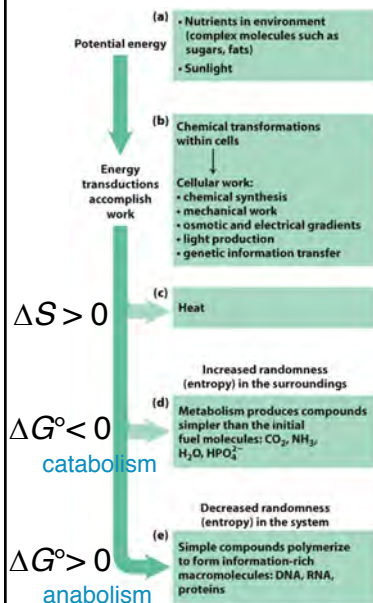 (a)
Potential energy
• Nutrients in environment
(complex molecules such as
sugars, fats)
• Sunlight
(b)
Chemical transformations
within cells
Energy
transductions
accomplish
work
Cellular work:
• chemical synthesis
• mechanical work
• osmotic and electrical gradients
• light production
• genetic information transfer
ΔS > 0
(c)
Heat
Increased randomness
(entropy) in the surroundings
ΔG° < 0
catabolism
(d)
Metabolism produces compounds
simpler than the initial
fuel molecules: CO₂, NH₃,
H₂O, HPO₄²⁻
Decreased randomness
(entropy) in the system
ΔG° > 0
anabolism
(e)
Simple compounds polymerize
to form information-rich
macromolecules: DNA, RNA,
proteins